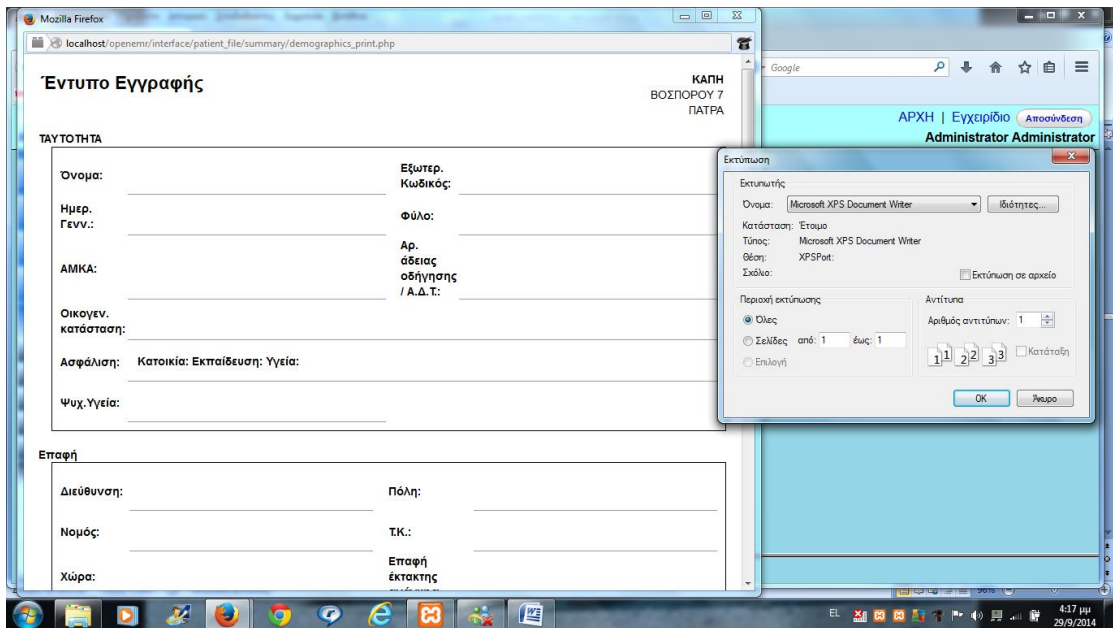 Mozilla Firefox
localhost/openemr/interface/patient_file/summary/demographics_print.php
Έντυπο Εγγραφής
ΚΑΠΗ
ΒΟΣΠΟΡΟΥ 7
ΠΑΤΡΑ
ΤΑΥΤΟΤΗΤΑ
Όνομα:
Εξωτερ.
Κωδικός:
Ημερ.
Γενν.:
Φύλο:
ΑΜΚΑ:
Αρ.
άδειας
οδήγησης
/ Α.Δ.Τ.:
Οικογεν.
κατάσταση:
Ασφάλιση: Κατοικία: Εκπαίδευση: Υγεία:
Ψυχ.Υγεία:
Επαφή
Διεύθυνση:
Πόλη:
Νομός:
Τ.Κ.:
Χώρα:
Επαφή
έκτακτης
Google
ΑΡΧΗ | Εγχειρίδιο Αποσύνδεση
Administrator Administrator
Εκτύπωση
Εκτυπωτής
Όνομα: Microsoft XPS Document Writer Ιδιότητες...
Κατάσταση: Έτοιμο
Τύπος: Microsoft XPS Document Writer
Θέση: XPSPort:
Σχόλιο:
Εκτύπωση σε αρχείο
Περιοχή εκτύπωσης
Όλες
Σελίδες από: 1 έως: 1
Επιλογή
Αντίτυπα
Αριθμός αντιτύπων: 1
11 22 33 Κατάταξη
OK Άκυρο
96%
EL
4:17 μμ
29/9/2014